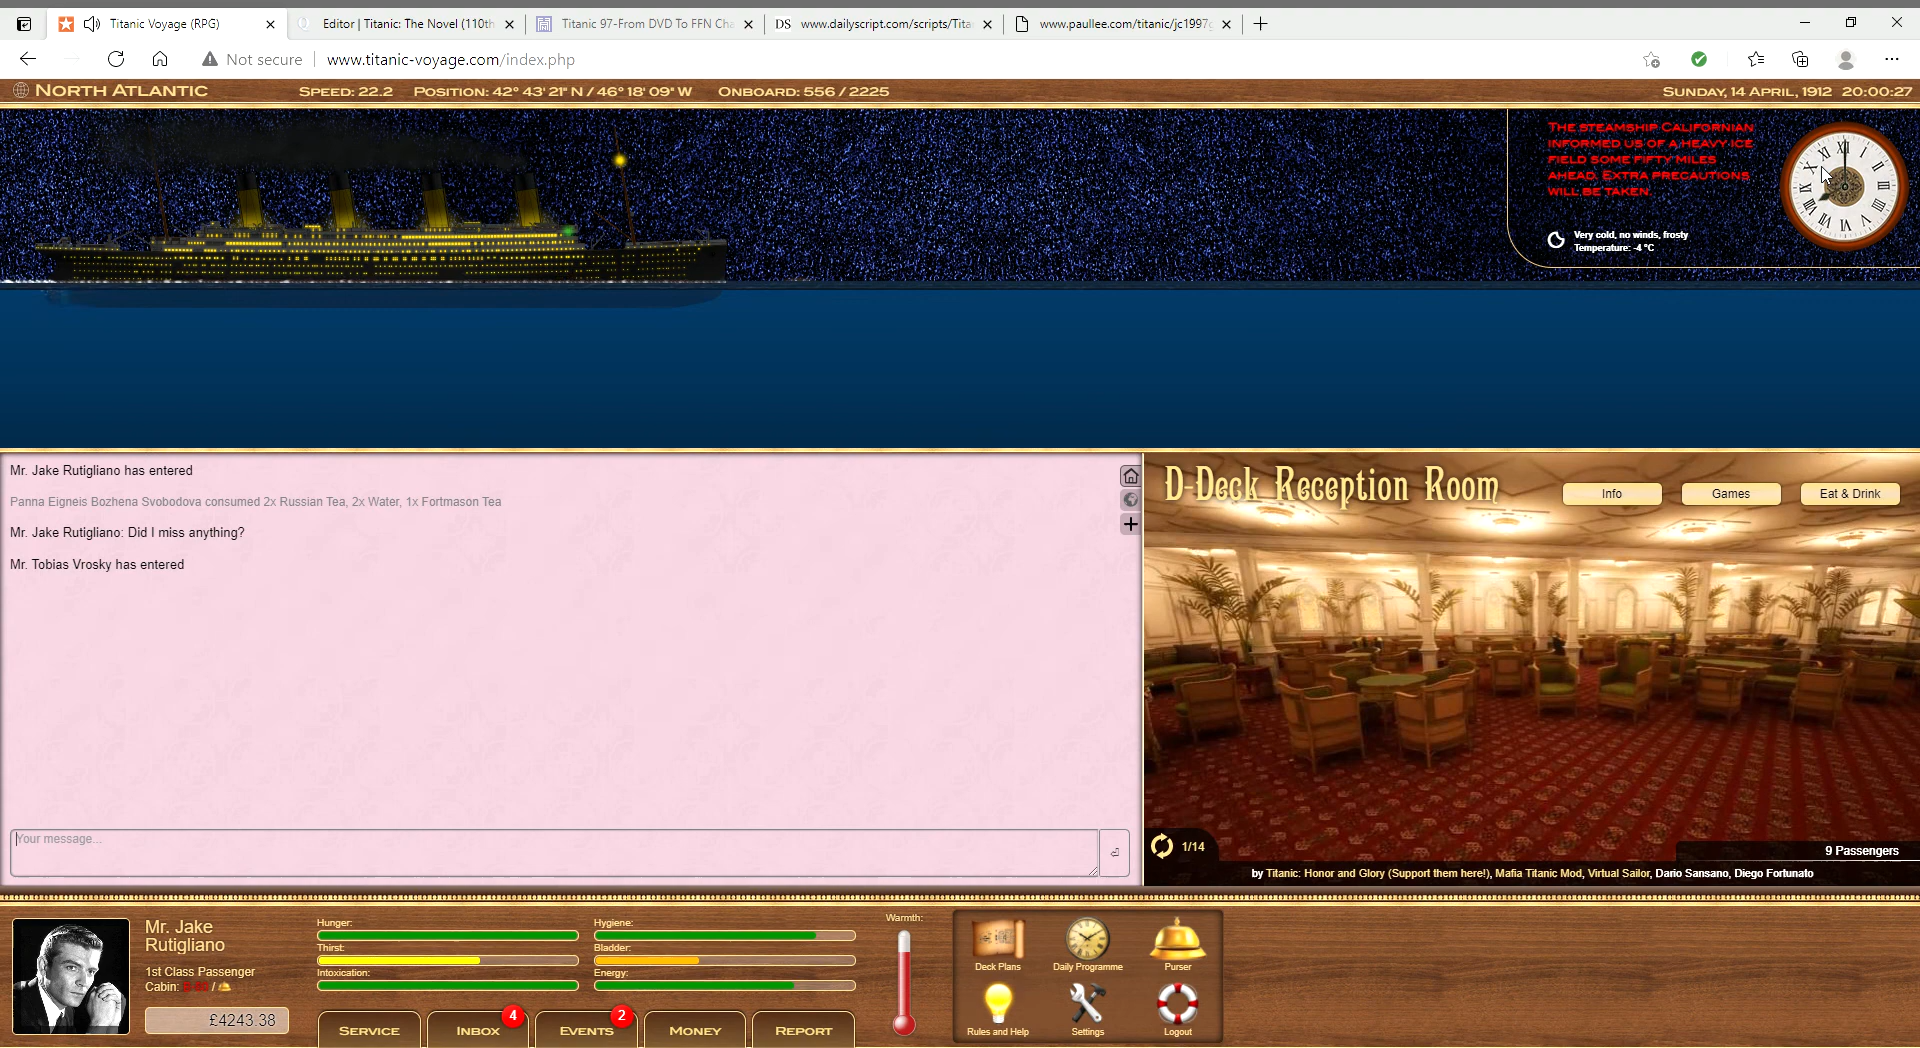 Titanic Voyage (RPG)
Editor | Titanic: The Novel (110th
Titanic 97-From DVD To FFN Cha
DS www.dailyscript.com/scripts/Tita
www.paullee.com/titanic/jc1997g
Not secure
www.titanic-voyage.com/index.php
North Atlantic
Speed: 22.2
Position: 42° 43' 21" N / 46° 18' 09" W
Onboard: 556 / 2225
Sunday, 14 April, 1912 20:00:27
The steamship Californian
informed us of a heavy ice
field some fifty miles
ahead. Extra precautions
will be taken.
Very cold, no winds, frosty
Temperature: -4 °C
Mr. Jake Rutigliano has entered
Panna Eigneis Bozhena Svobodova consumed 2x Russian Tea, 2x Water, 1x Fortmason Tea
Mr. Jake Rutigliano: Did I miss anything?
Mr. Tobias Vrosky has entered
Your message...
D-Deck Reception Room
Info
Games
Eat & Drink
1/14
9 Passengers
by Titanic: Honor and Glory (Support them here!), Mafia Titanic Mod, Virtual Sailor, Dario Sansano, Diego Fortunato
Mr. Jake
Rutigliano
1st Class Passenger
Cabin: /
£4243.38
Hunger:
Thirst:
Intoxication:
Hygiene:
Bladder:
Energy:
Warmth:
Service
Inbox 4
Events 2
Money
Report
Deck Plans
Daily Programme
Purser
Rules and Help
Settings
Logout